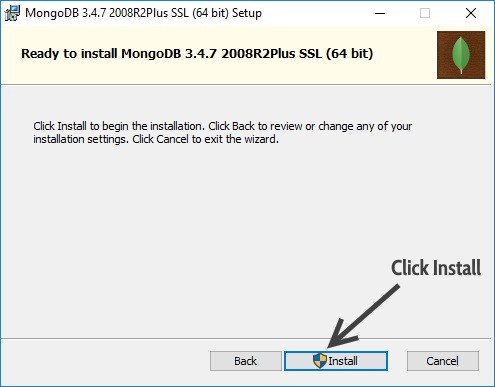 MongoDB 3.4.7 2008R2Plus SSL (64 bit) Setup
Ready to install MongoDB 3.4.7 2008R2Plus SSL (64 bit)
Click Install to begin the installation. Click Back to review or change any of your
installation settings. Click Cancel to exit the wizard.
Click Install
Back
Install
Cancel